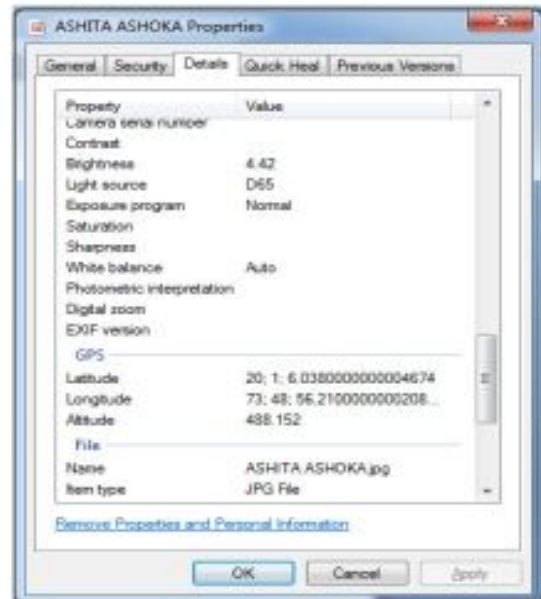 ASHITA ASHOKA Properties
General Security Details Quick Heal Previous Versions
Property Value
Camera serial number
Contrast
Brightness 4.42
Light source D65
Exposure program Normal
Saturation
Sharpness
White balance Auto
Photometric interpretation
Digital zoom
EXIF version
GPS
Latitude 20; 1; 6.0380000000004674
Longitude 73; 48; 56.2100000000208...
Altitude 488.152
File
Name ASHITA ASHOKA.jpg
Item type JPG File
Remove Properties and Personal Information
OK Cancel Apply